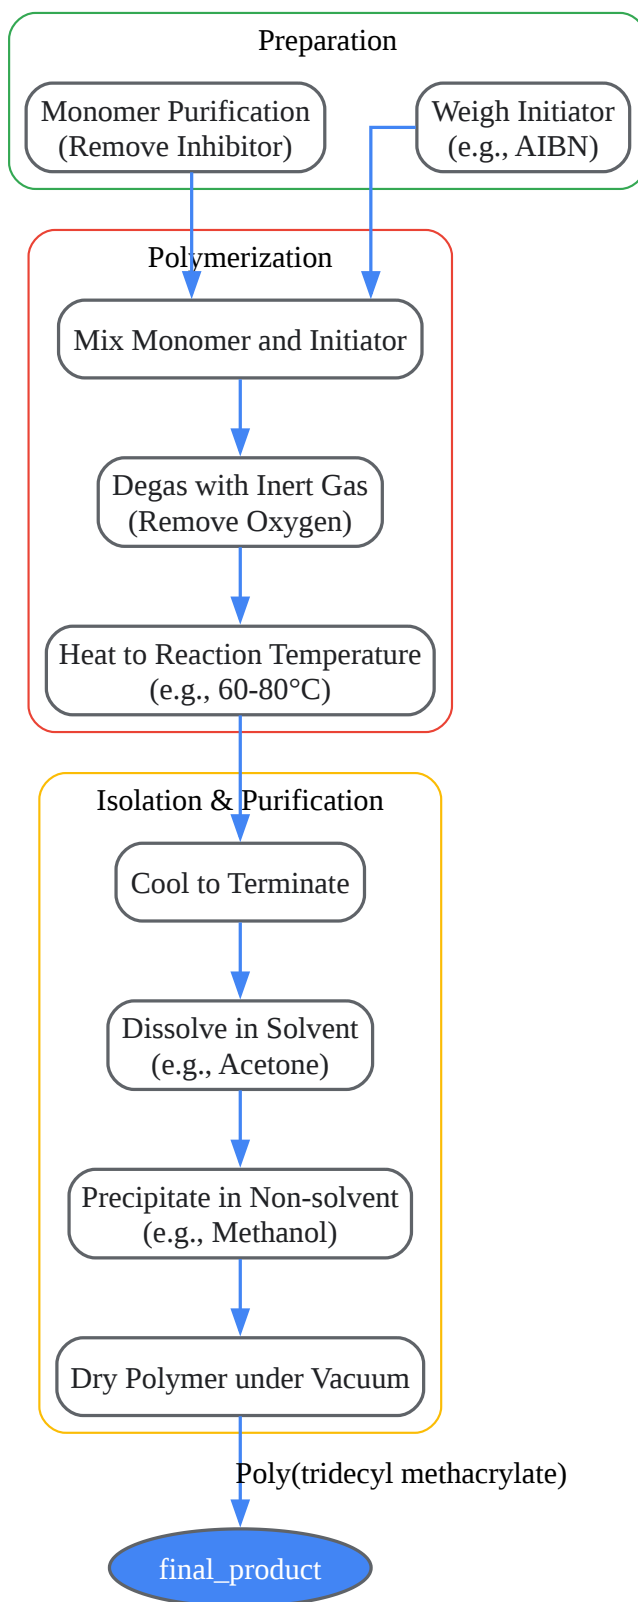 Preparation
Monomer Purification
(Remove Inhibitor)
Weigh Initiator
(e.g., AIBN)
Polymerization
Mix Monomer and Initiator
Degas with Inert Gas
(Remove Oxygen)
Heat to Reaction Temperature
(e.g., 60-80°C)
Isolation & Purification
Cool to Terminate
Dissolve in Solvent
(e.g., Acetone)
Precipitate in Non-solvent
(e.g., Methanol)
Dry Polymer under Vacuum
Poly(tridecyl methacrylate)
final_product